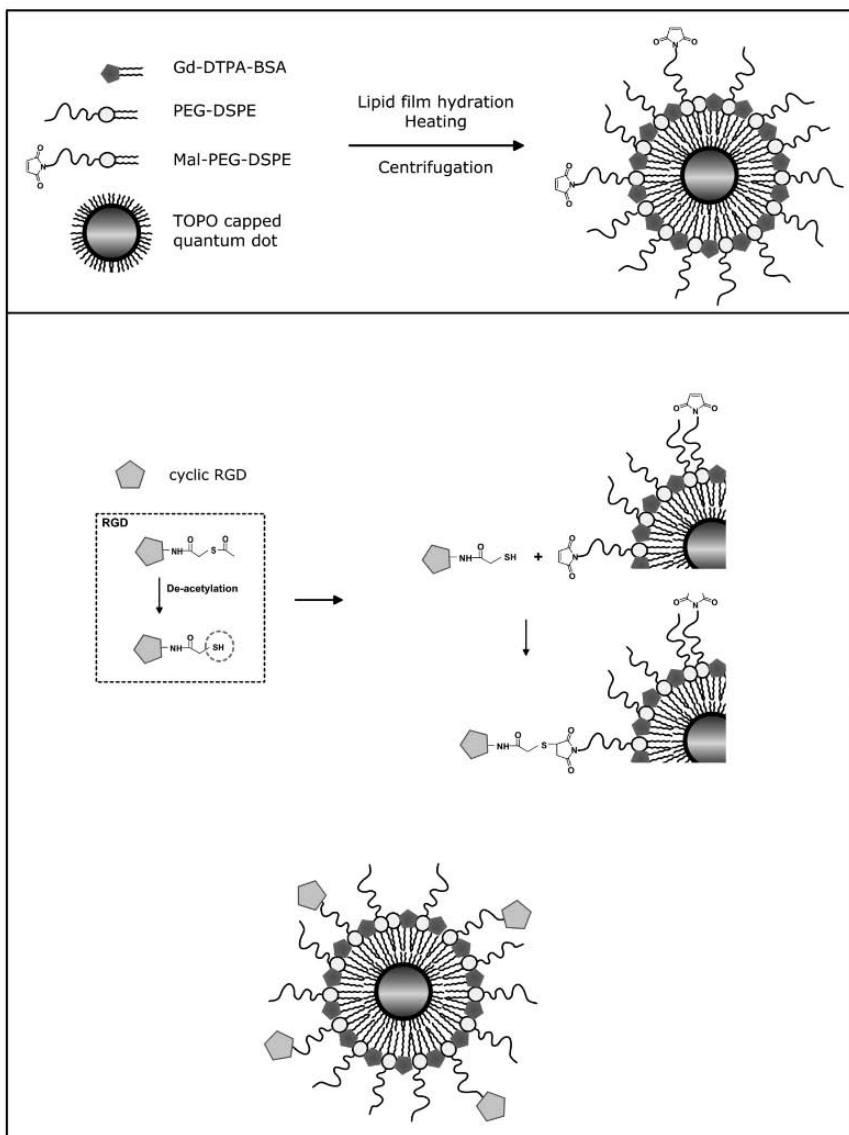 Gd-DTPA-BSA
PEG-DSPE
Mal-PEG-DSPE
TOPO capped
quantum dot
Lipid film hydration
Heating
Centrifugation
O N O
O N O
O N O
cyclic RGD
RGD
NH O S O
De-acetylation
NH O SH
NH O SH + O N O
O N O
O N O
NH O S O N O